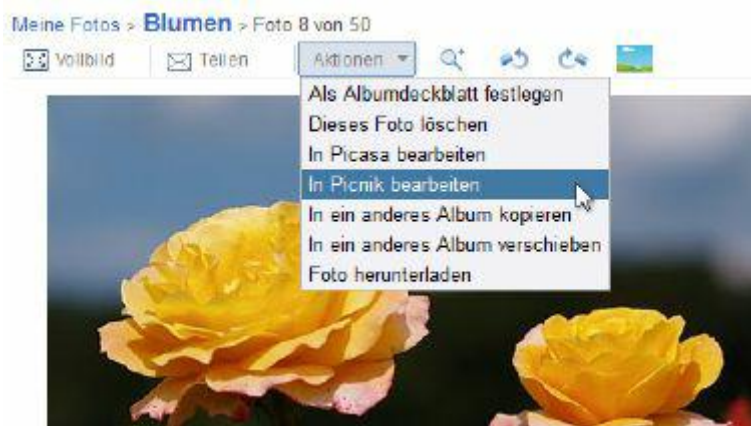 Meine Fotos > Blumen > Foto 8 von 50
Vollbild Teilen Aktionen
Als Albumdeckblatt festlegen
Dieses Foto löschen
In Picasa bearbeiten
In Picnik bearbeiten
In ein anderes Album kopieren
In ein anderes Album verschieben
Foto herunterladen